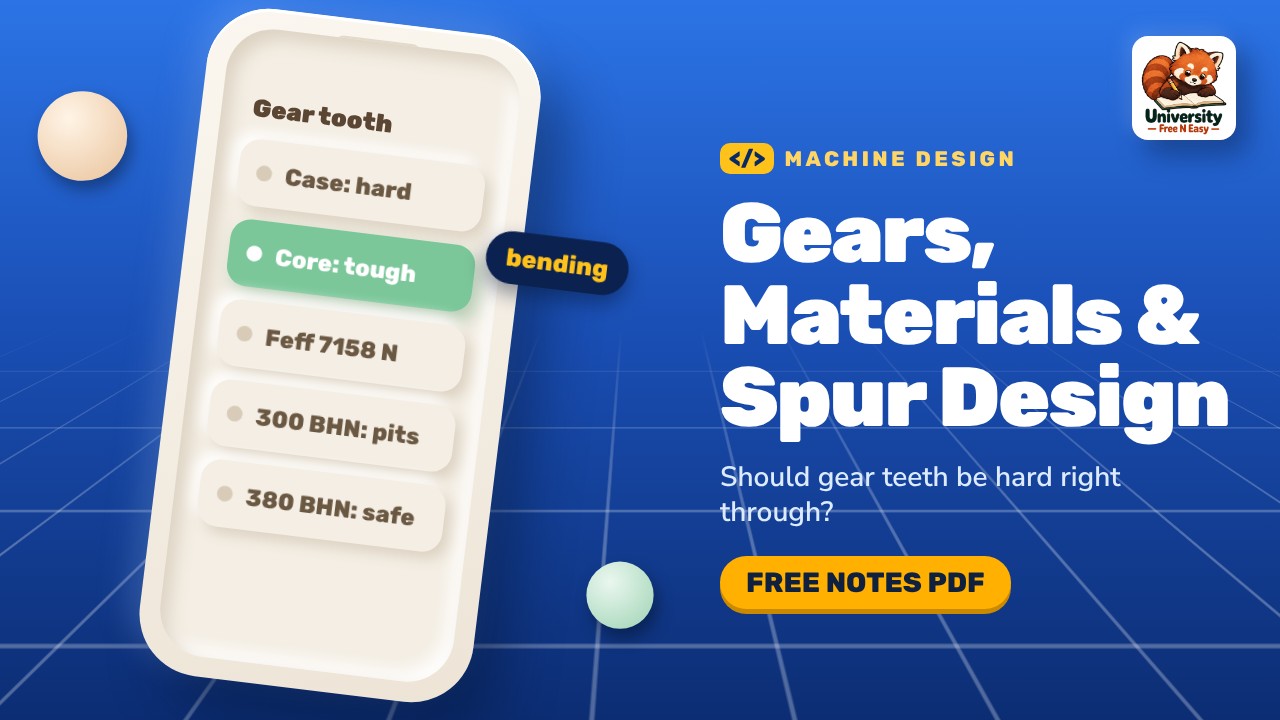 Gear tooth
Case: hard
Core: tough
bending
Feff 7158 N
300 BHN: pits
380 BHN: safe
University
Free N Easy
</> MACHINE DESIGN
Gears,
Materials &
Spur Design
Should gear teeth be hard right
through?
FREE NOTES PDF